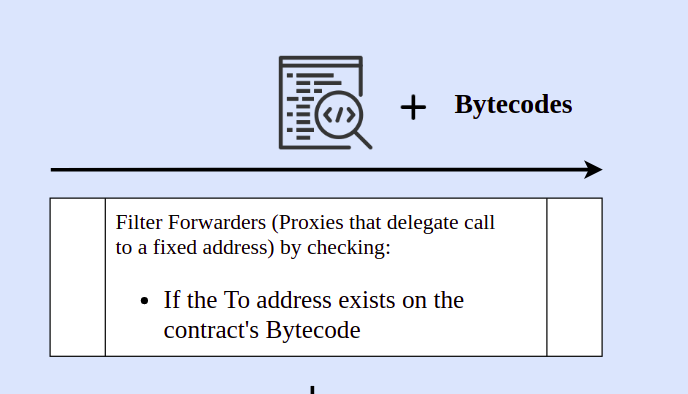 Bytecodes
Filter Forwarders (Proxies that delegate call
to a fixed address) by checking:
• If the To address exists on the
contract's Bytecode